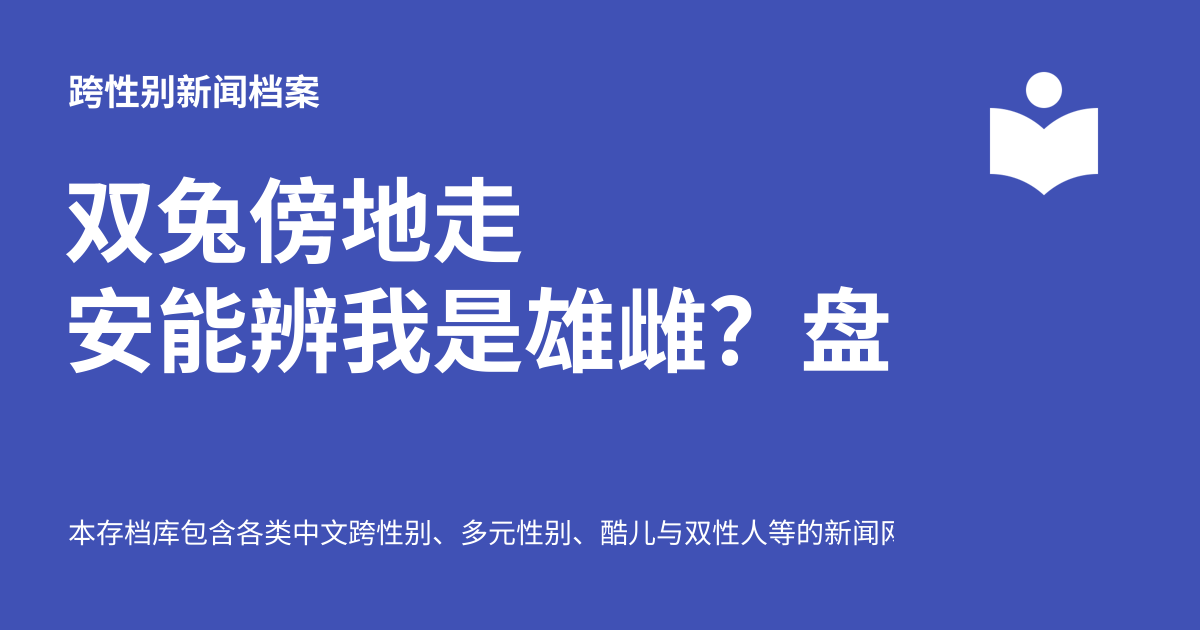 跨性别新闻档案
双兔傍地走
安能辨我是雄雌？盘
本存档库包含各类中文跨性别、多元性别、酷儿与双性人等的新闻网